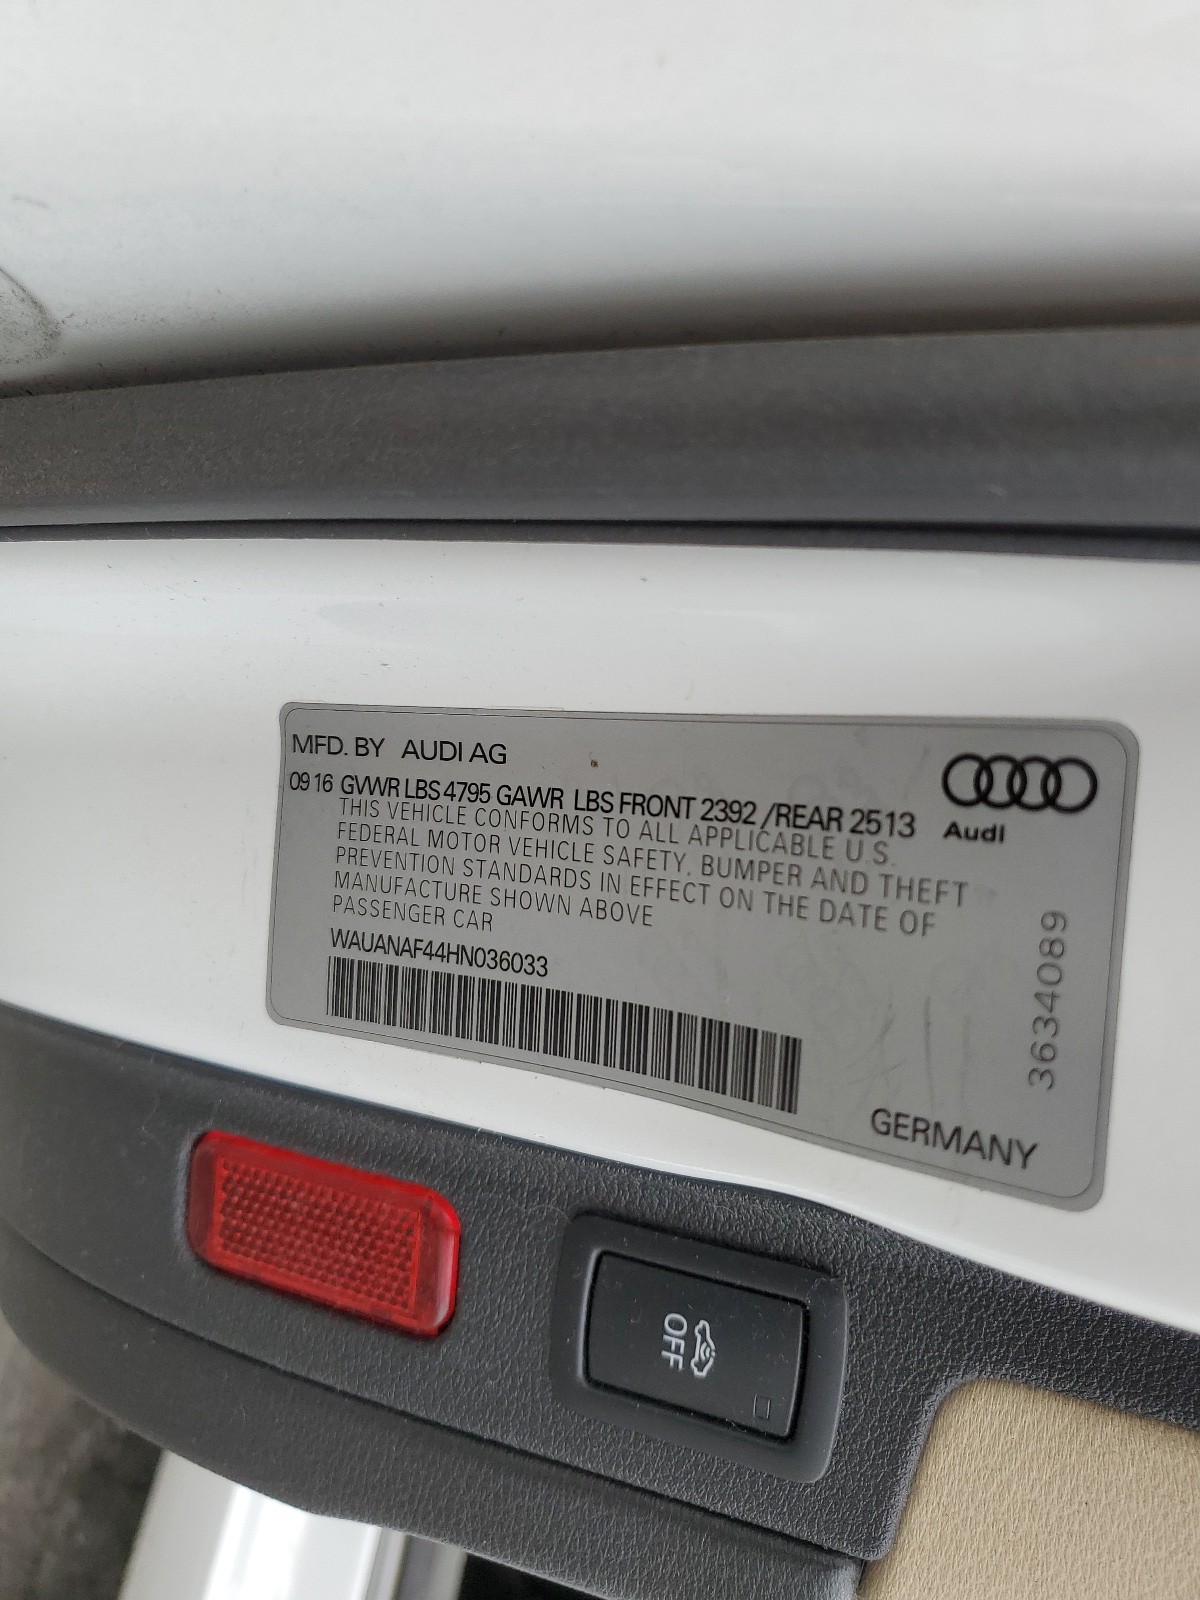 MFD. BY AUDI AG
09 16 GVWR LBS 4795 GAWR LBS FRONT 2392 /REAR 2513
THIS VEHICLE CONFORMS TO ALL APPLICABLE U.S.
FEDERAL MOTOR VEHICLE SAFETY, BUMPER AND THEFT
PREVENTION STANDARDS IN EFFECT ON THE DATE OF
MANUFACTURE SHOWN ABOVE
PASSENGER CAR
WAUANAF44HN036033
Audi
3634089
GERMANY
OFF